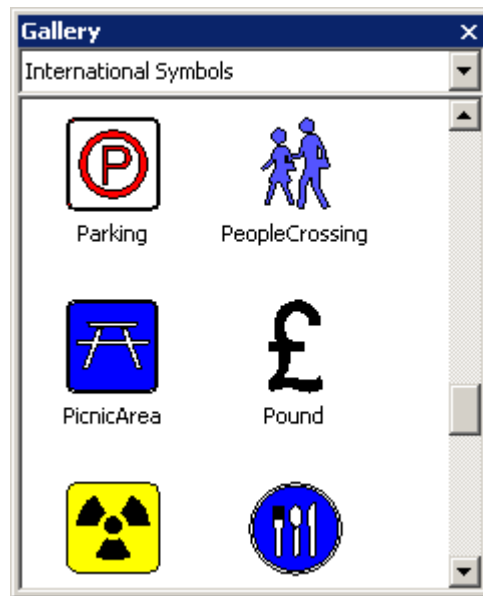 Gallery
International Symbols
P
Parking
PeopleCrossing
£
PicnicArea
Pound